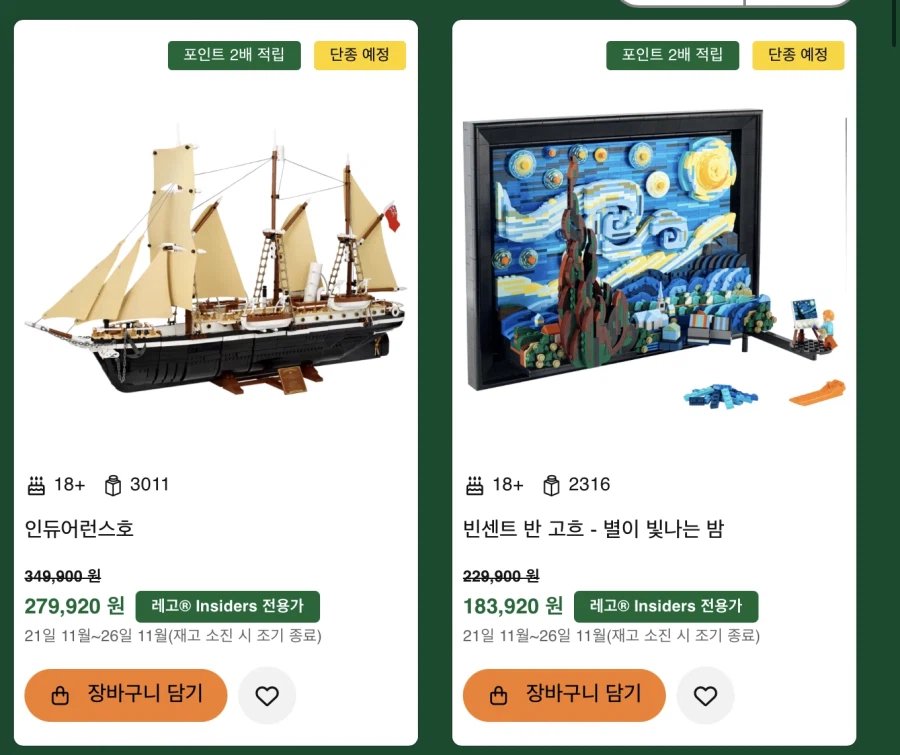 포인트 2배 적립 단종 예정
18+ 3011
인듀어런스호
349,900 원
279,920 원 레고® Insiders 전용가
21일 11월~26일 11월(재고 소진 시 조기 종료)
장바구니 담기
포인트 2배 적립 단종 예정
18+ 2316
빈센트 반 고흐 - 별이 빛나는 밤
229,900 원
183,920 원 레고® Insiders 전용가
21일 11월~26일 11월(재고 소진 시 조기 종료)
장바구니 담기